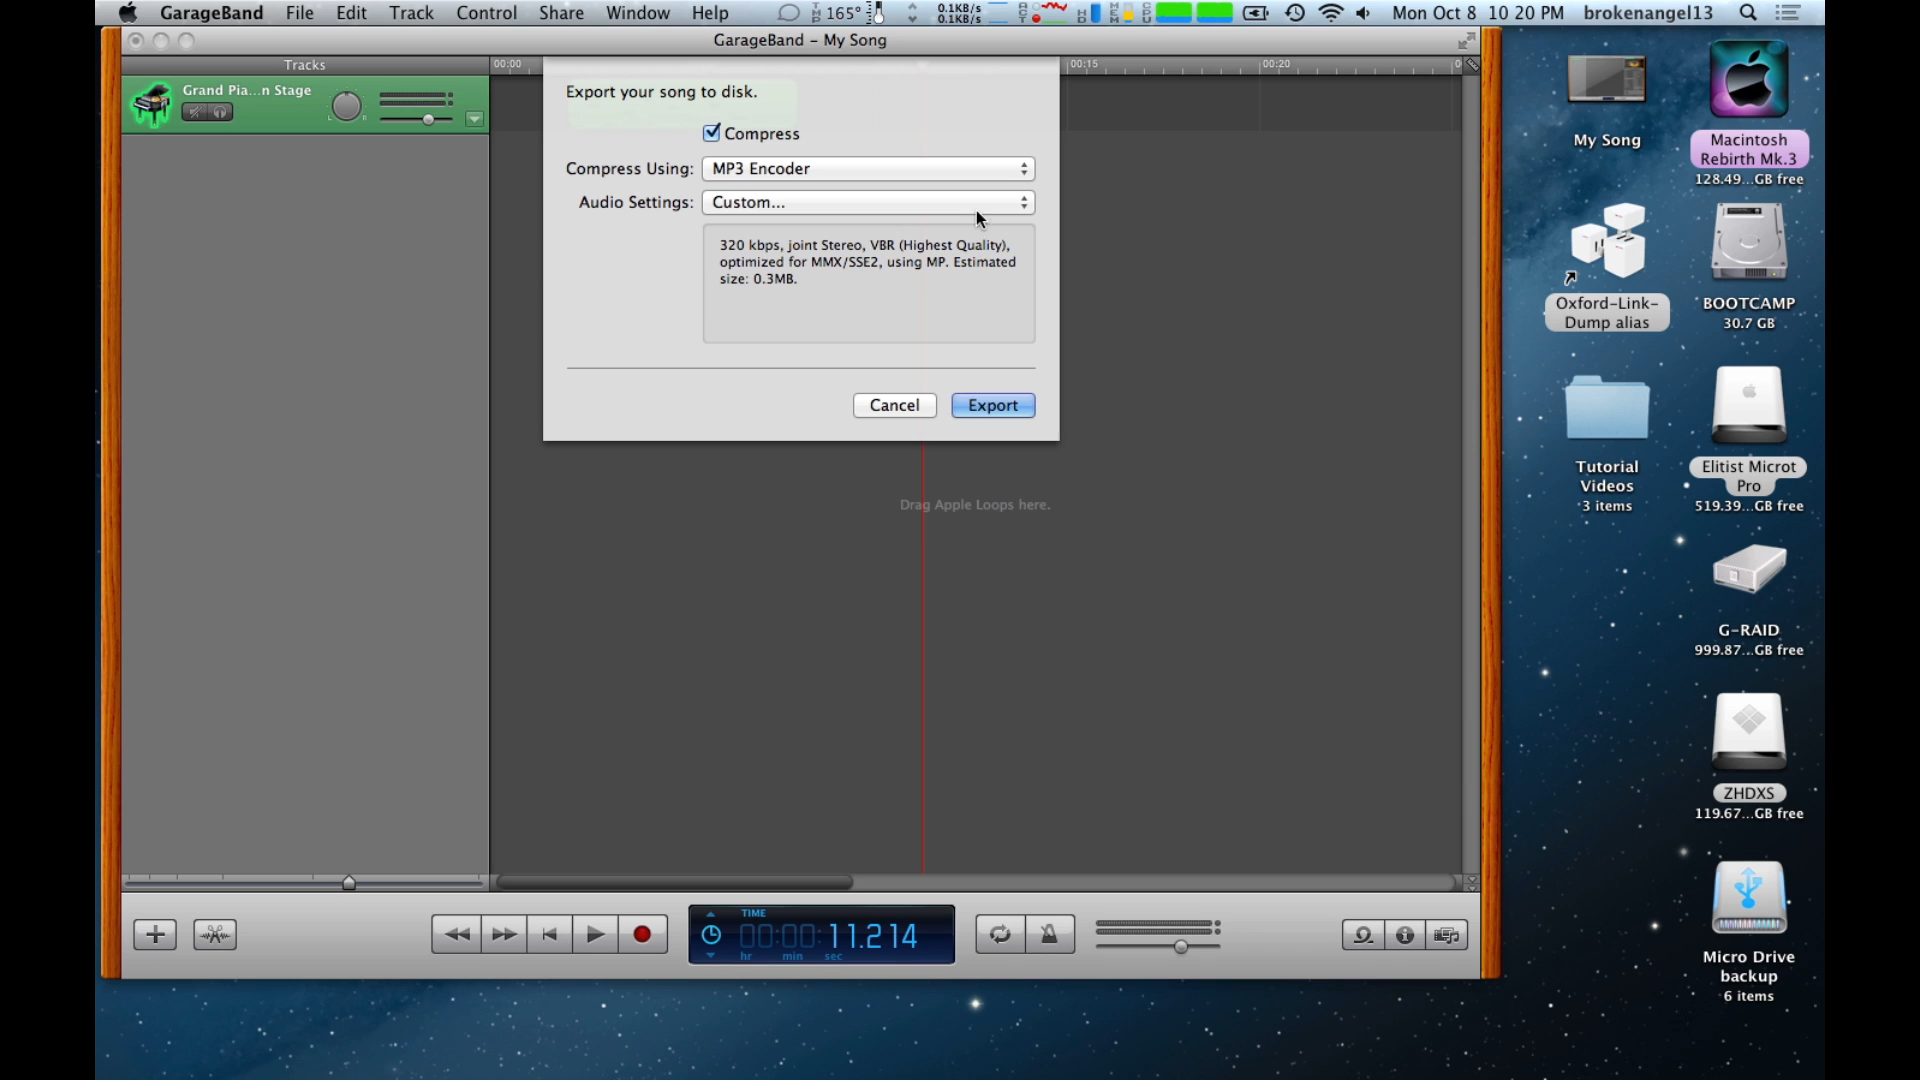 GarageBand File Edit Track Control Share Window Help 165° 0.1KB/s 0.1KB/s Mon Oct 8 10 20 PM brokenangel13
GarageBand – My Song
Tracks
00:00
00:15
00:20
Grand Pia...n Stage
L R
Export your song to disk.
Compress
Compress Using: MP3 Encoder
Audio Settings: Custom...
320 kbps, joint Stereo, VBR (Highest Quality),
optimized for MMX/SSE2, using MP. Estimated
size: 0.3MB.
Cancel
Export
Drag Apple Loops here.
TIME
00:00:11.214
hr min sec
My Song
Macintosh
Rebirth Mk.3
128.49...GB free
Oxford-Link-
Dump alias
BOOTCAMP
30.7 GB
Tutorial
Videos
3 items
Elitist Microt
Pro
519.39...GB free
G-RAID
999.87...GB free
ZHDXS
119.67...GB free
Micro Drive
backup
6 items